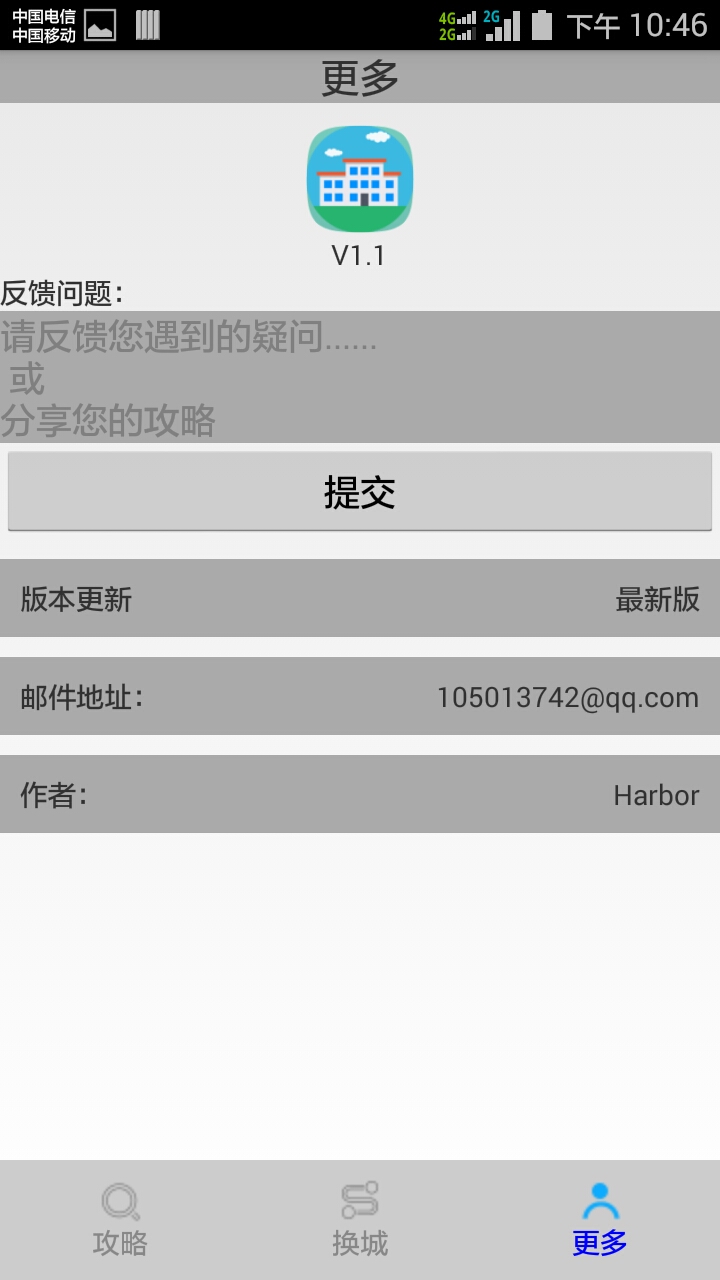 中国电信
中国移动
4G
2G
2G
下午 10:46
更多
V1.1
反馈问题：
请反馈您遇到的疑问......
或
分享您的攻略
提交
版本更新 最新版
邮件地址： 105013742@qq.com
作者： Harbor
攻略 换城 更多